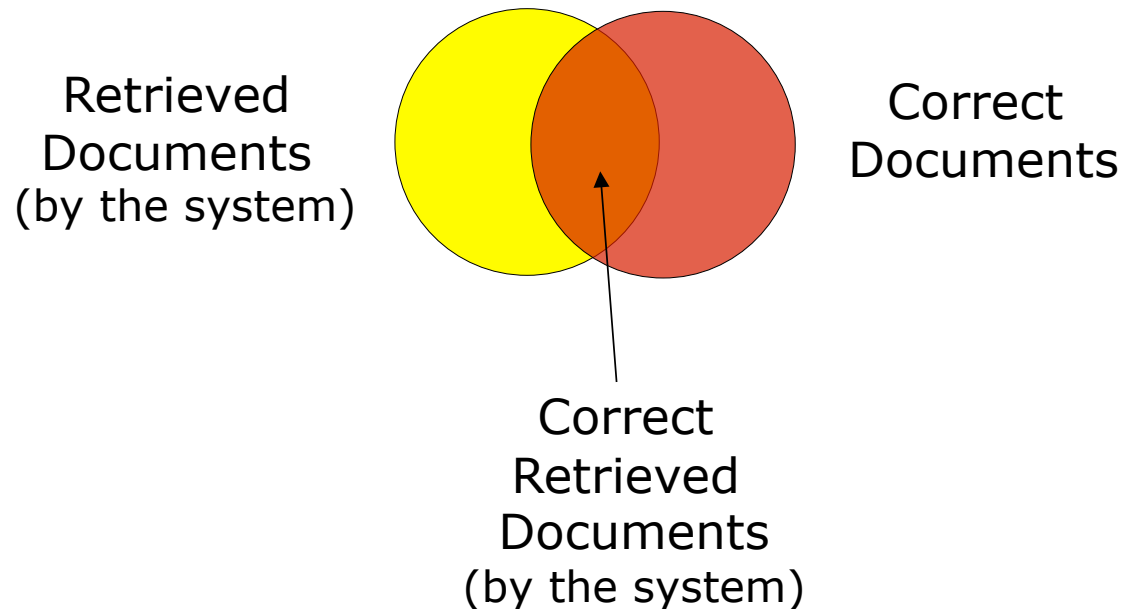 Retrieved
Documents
(by the system)
Correct
Documents
Correct
Retrieved
Documents
(by the system)